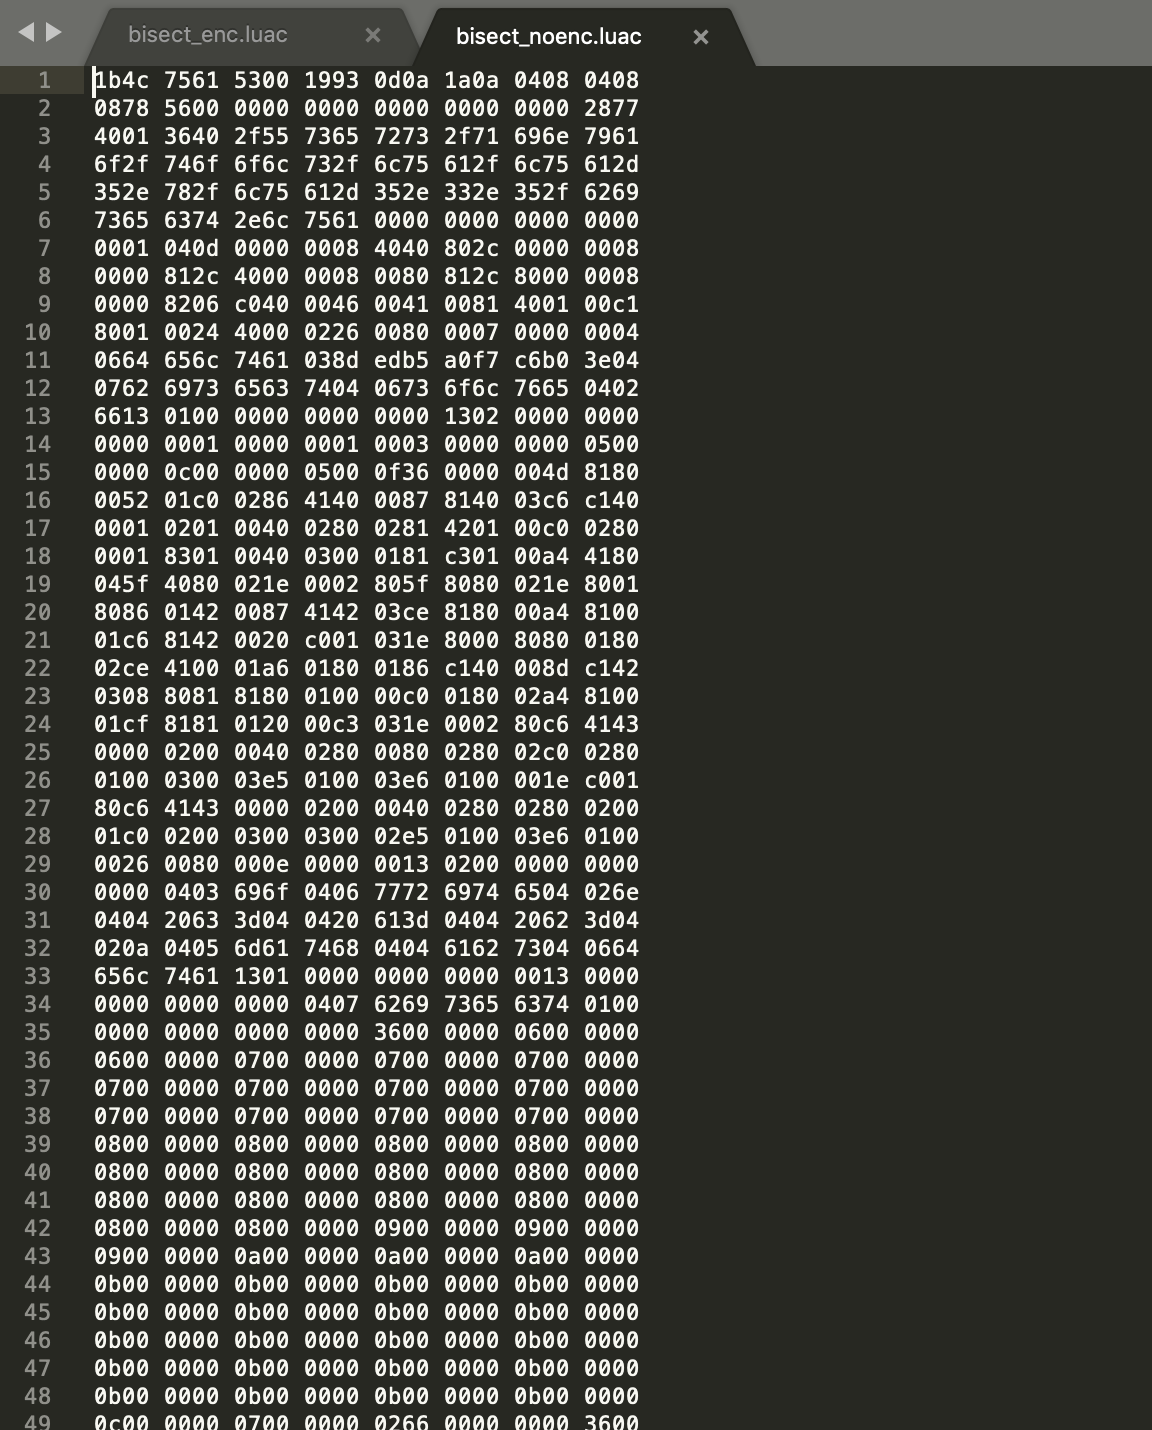 bisect_enc.luac × bisect_noenc.luac ×
1 1b4c 7561 5300 1993 0d0a 1a0a 0408 0408
2 0878 5600 0000 0000 0000 0000 0000 2877
3 4001 3640 2f55 7365 7273 2f71 696e 7961
4 6f2f 746f 6f6c 732f 6c75 612f 6c75 612d
5 352e 782f 6c75 612d 352e 332e 352f 6269
6 7365 6374 2e6c 7561 0000 0000 0000 0000
7 0001 040d 0000 0008 4040 802c 0000 0008
8 0000 812c 4000 0008 0080 812c 8000 0008
9 0000 8206 c040 0046 0041 0081 4001 00c1
10 8001 0024 4000 0226 0080 0007 0000 0004
11 0664 656c 7461 038d edb5 a0f7 c6b0 3e04
12 0762 6973 6563 7404 0673 6f6c 7665 0402
13 6613 0100 0000 0000 0000 1302 0000 0000
14 0000 0001 0000 0001 0003 0000 0000 0500
15 0000 0c00 0000 0500 0f36 0000 004d 8180
16 0052 01c0 0286 4140 0087 8140 03c6 c140
17 0001 0201 0040 0280 0281 4201 00c0 0280
18 0001 8301 0040 0300 0181 c301 00a4 4180
19 045f 4080 021e 0002 805f 8080 021e 8001
20 8086 0142 0087 4142 03ce 8180 00a4 8100
21 01c6 8142 0020 c001 031e 8000 8080 0180
22 02ce 4100 01a6 0180 0186 c140 008d c142
23 0308 8081 8180 0100 00c0 0180 02a4 8100
24 01cf 8181 0120 00c3 031e 0002 80c6 4143
25 0000 0200 0040 0280 0080 0280 02c0 0280
26 0100 0300 03e5 0100 03e6 0100 001e c001
27 80c6 4143 0000 0200 0040 0280 0280 0200
28 01c0 0200 0300 0300 02e5 0100 03e6 0100
29 0026 0080 000e 0000 0013 0200 0000 0000
30 0000 0403 696f 0406 7772 6974 6504 026e
31 0404 2063 3d04 0420 613d 0404 2062 3d04
32 020a 0405 6d61 7468 0404 6162 7304 0664
33 656c 7461 1301 0000 0000 0000 0013 0000
34 0000 0000 0000 0407 6269 7365 6374 0100
35 0000 0000 0000 0000 3600 0000 0600 0000
36 0600 0000 0700 0000 0700 0000 0700 0000
37 0700 0000 0700 0000 0700 0000 0700 0000
38 0700 0000 0700 0000 0700 0000 0700 0000
39 0800 0000 0800 0000 0800 0000 0800 0000
40 0800 0000 0800 0000 0800 0000 0800 0000
41 0800 0000 0800 0000 0800 0000 0800 0000
42 0800 0000 0800 0000 0900 0000 0900 0000
43 0900 0000 0a00 0000 0a00 0000 0a00 0000
44 0b00 0000 0b00 0000 0b00 0000 0b00 0000
45 0b00 0000 0b00 0000 0b00 0000 0b00 0000
46 0b00 0000 0b00 0000 0b00 0000 0b00 0000
47 0b00 0000 0b00 0000 0b00 0000 0b00 0000
48 0b00 0000 0b00 0000 0b00 0000 0b00 0000
49 0c00 0000 0700 0000 0266 0000 0000 3600